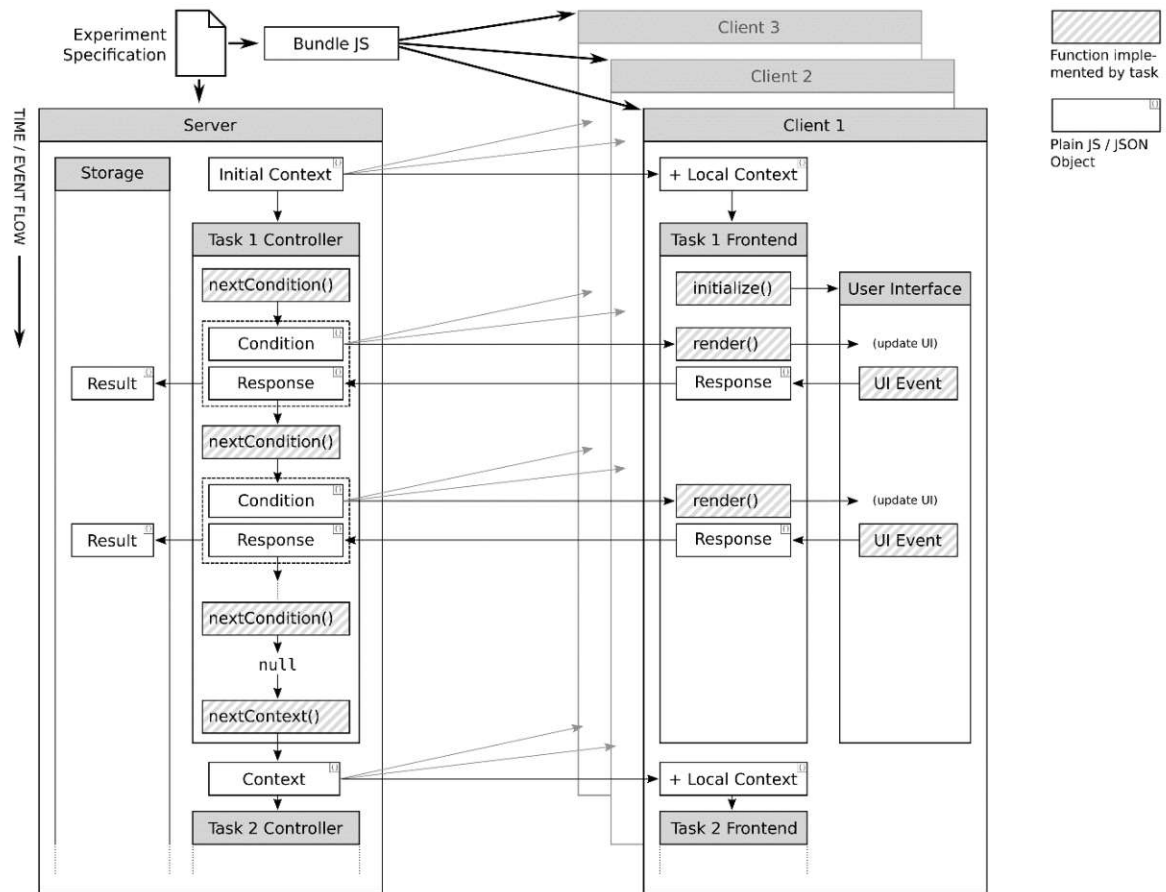 Experiment
Specification
Bundle JS
Client 3
Client 2
Function imple-
mented by task
TIME / EVENT FLOW
Server
Client 1
{}
Plain JS / JSON
Object
Storage
Initial Context {}
+ Local Context {}
Task 1 Controller
Task 1 Frontend
nextCondition()
initialize()
User Interface
Condition {}
render()
(update UI)
Result {}
Response {}
Response {}
UI Event
nextCondition()
Condition {}
render()
(update UI)
Result {}
Response {}
Response {}
UI Event
nextCondition()
null
nextContext()
Context {}
+ Local Context {}
Task 2 Controller
Task 2 Frontend